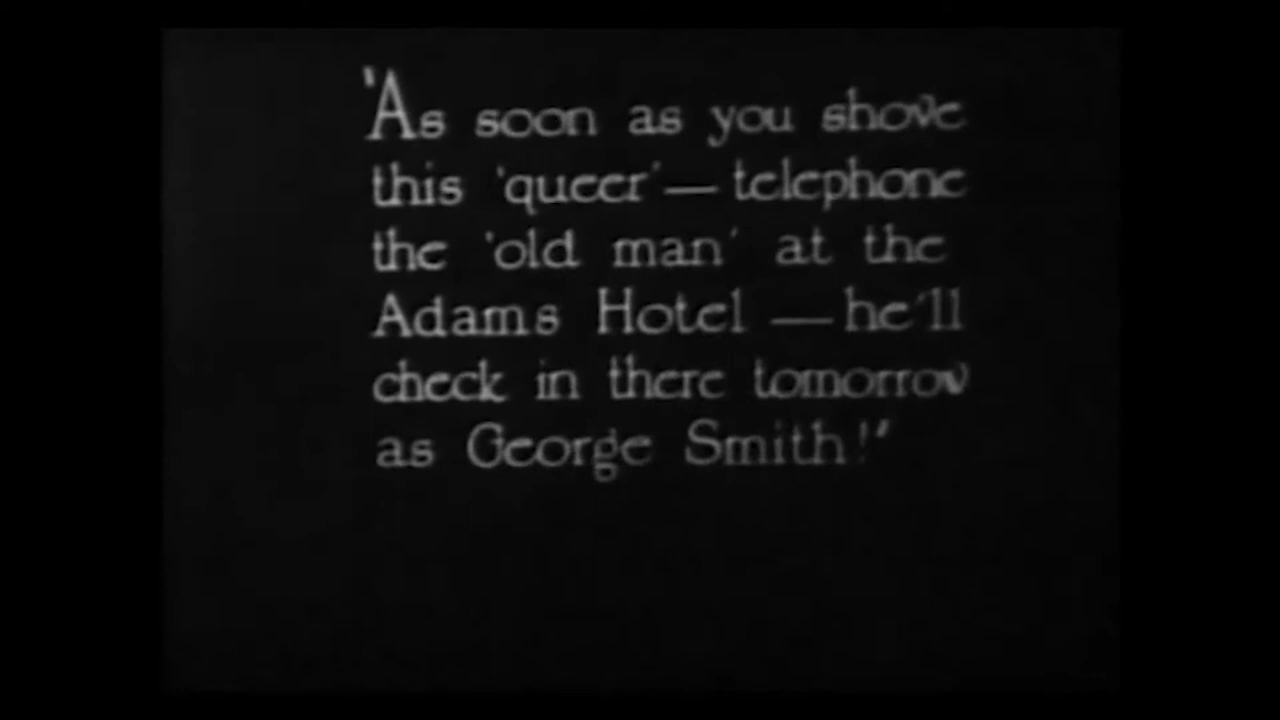 "As soon as you shove
this 'queer'— telephone
the 'old man' at the
Adams Hotel — he'll
check in there tomorrow
as George Smith!"